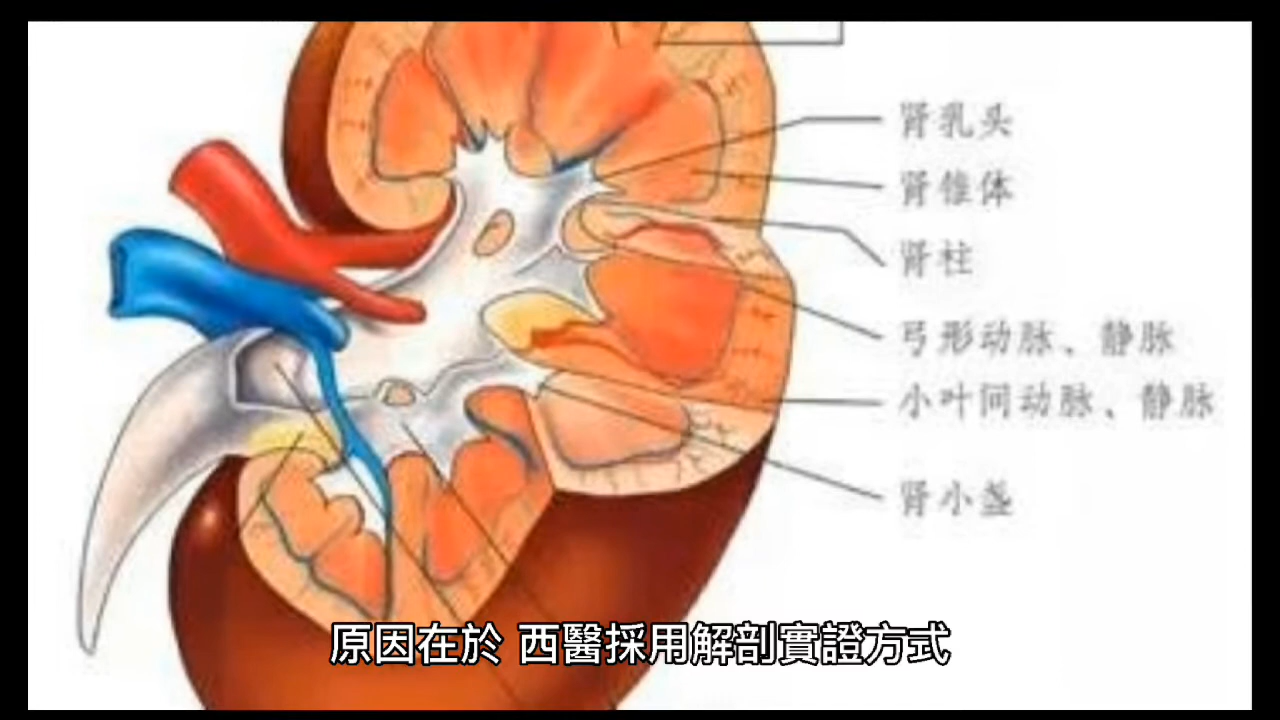 肾乳头
肾锥体
肾柱
弓形动脉、静脉
小叶间动脉、静脉
肾小盏
原因在於 西醫採用解剖實證方式